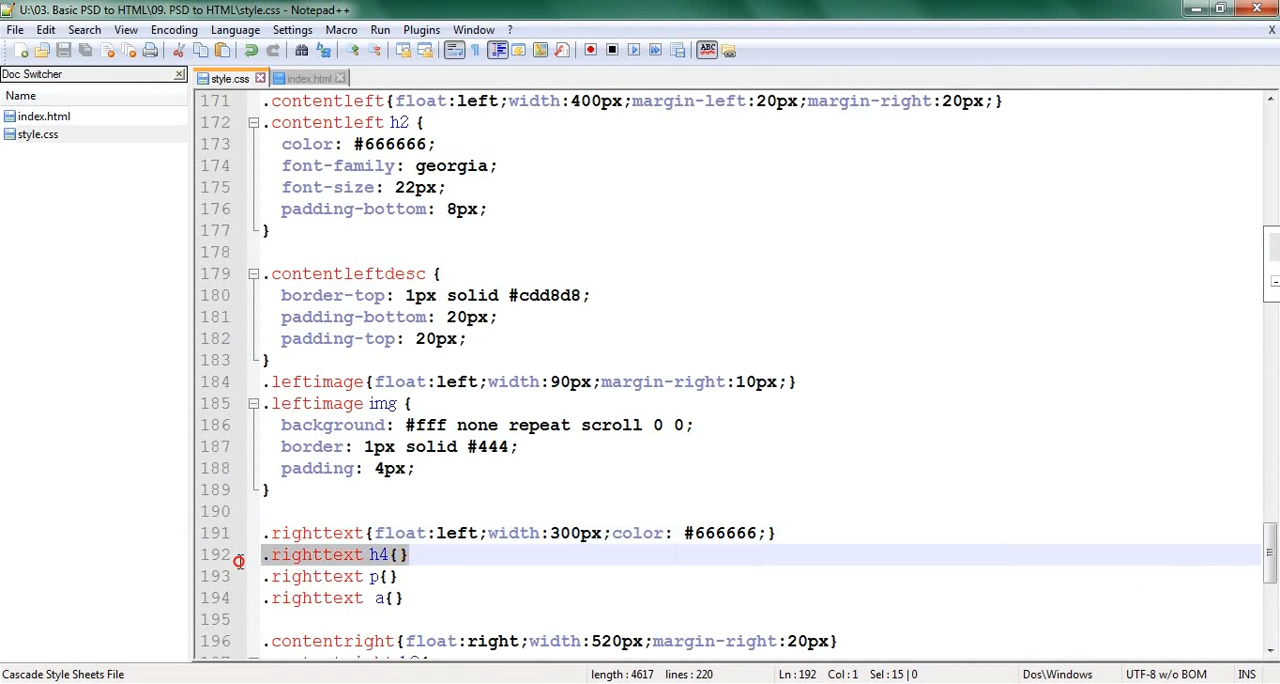 U:\03. Basic PSD to HTML\09. PSD to HTML\style.css - Notepad++
File Edit Search View Encoding Language Settings Macro Run Plugins Window ? X
ABC
Doc Switcher
style.css index.html
Name
index.html
style.css
171 .contentleft{float:left;width:400px;margin-left:20px;margin-right:20px;}
172 .contentleft h2 {
173 color: #666666;
174 font-family: georgia;
175 font-size: 22px;
176 padding-bottom: 8px;
177 }
178
179 .contentleftdesc {
180 border-top: 1px solid #cdd8d8;
181 padding-bottom: 20px;
182 padding-top: 20px;
183 }
184 .leftimage{float:left;width:90px;margin-right:10px;}
185 .leftimage img {
186 background: #fff none repeat scroll 0 0;
187 border: 1px solid #444;
188 padding: 4px;
189 }
190
191 .righttext{float:left;width:300px;color: #666666;}
192 .righttext h4{}
193 .righttext p{}
194 .righttext a{}
195
196 .contentright{float:right;width:520px;margin-right:20px}
Cascade Style Sheets File length : 4617 lines : 220 Ln : 192 Col : 1 Sel : 15 | 0 Dos\Windows UTF-8 w/o BOM INS